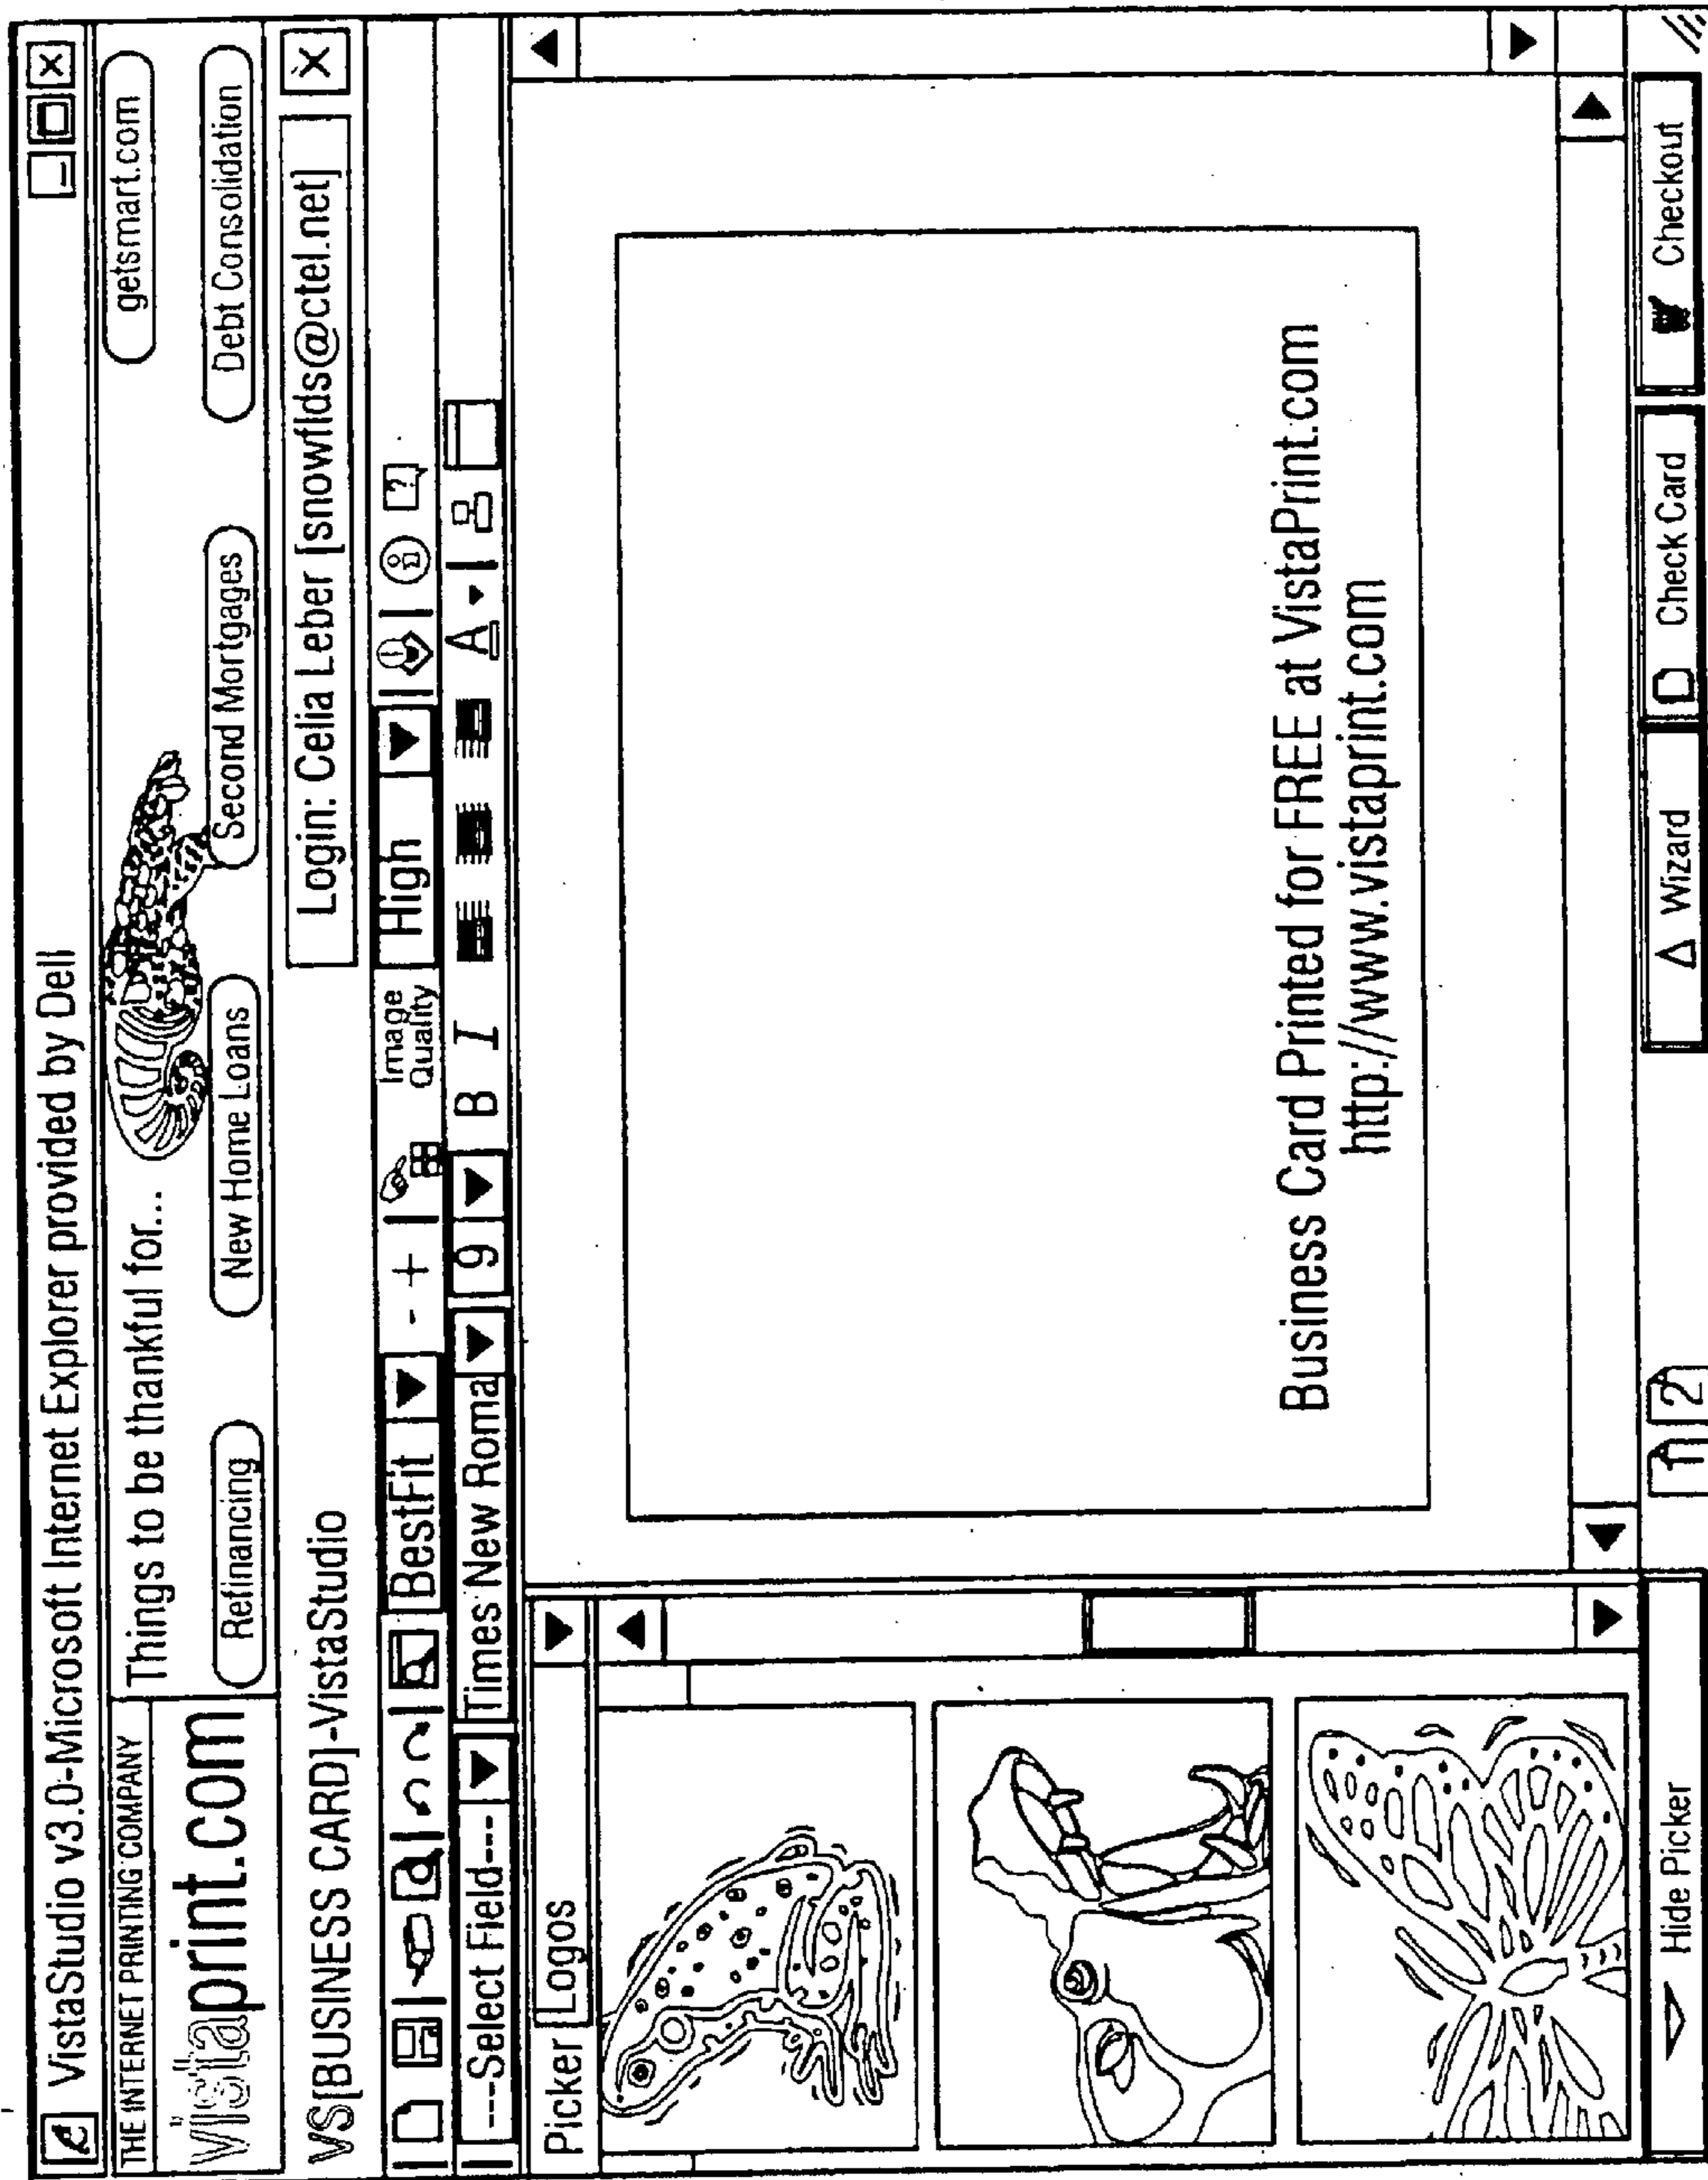 VistaStudio v3.0-Microsoft Internet Explorer provided by Dell
THE INTERNET PRINTING COMPANY
vistaprint.com
Things to be thankful for...
getsmart.com
Refinancing
New Home Loans
Second Mortgages
Debt Consolidation
VS[BUSINESS CARD]-VistaStudio
Login: Celia Leber [snowflds@ctel.net]
BestFit
- +
Image
Quality
High
---Select Field---
Times New Roma
9
B I
A
Picker
Logos
Business Card Printed for FREE at VistaPrint.com
http://www.vistaprint.com
Hide Picker
1 2
Wizard
Check Card
Checkout